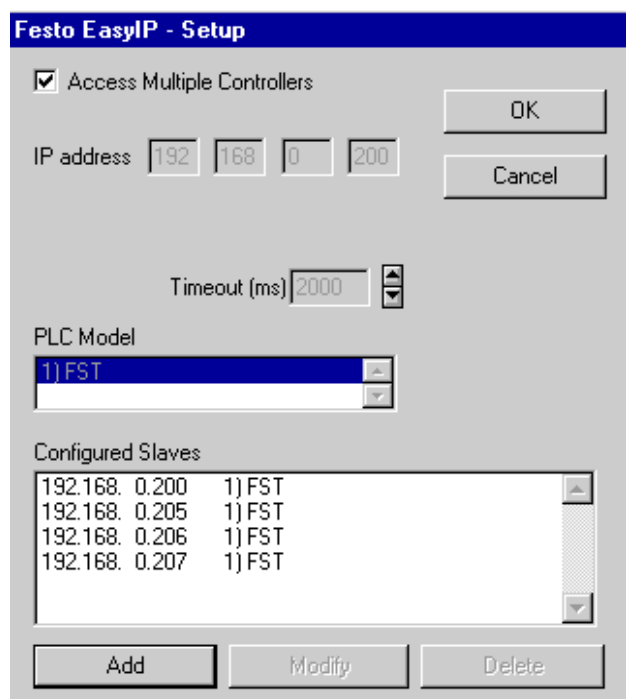 Festo EasyIP - Setup
Access Multiple Controllers
OK
IP address 192 168 0 200
Cancel
Timeout (ms) 2000
PLC Model
1) FST
Configured Slaves
192.168. 0.200 1) FST
192.168. 0.205 1) FST
192.168. 0.206 1) FST
192.168. 0.207 1) FST
Add Modify Delete